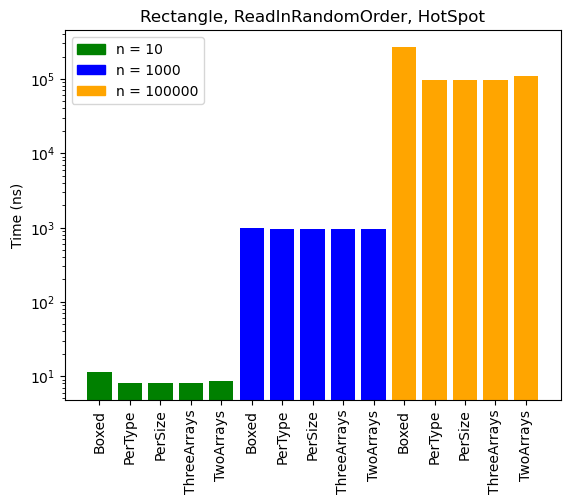 Rectangle, ReadInRandomOrder, HotSpot
n = 10
n = 1000
n = 100000
Time (ns)
10^5
10^4
10^3
10^2
10^1
Boxed
PerType
PerSize
ThreeArrays
TwoArrays
Boxed
PerType
PerSize
ThreeArrays
TwoArrays
Boxed
PerType
PerSize
ThreeArrays
TwoArrays